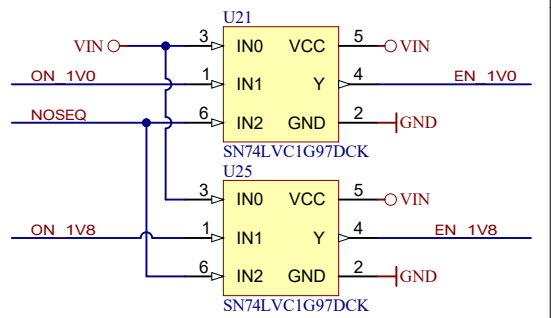 U21
VIN 3 IN0 VCC 5 VIN
ON_1V0 1 IN1 Y 4 EN_1V0
NOSEQ 6 IN2 GND 2 GND
SN74LVC1G97DCK
U25
3 IN0 VCC 5 VIN
ON_1V8 1 IN1 Y 4 EN_1V8
6 IN2 GND 2 GND
SN74LVC1G97DCK